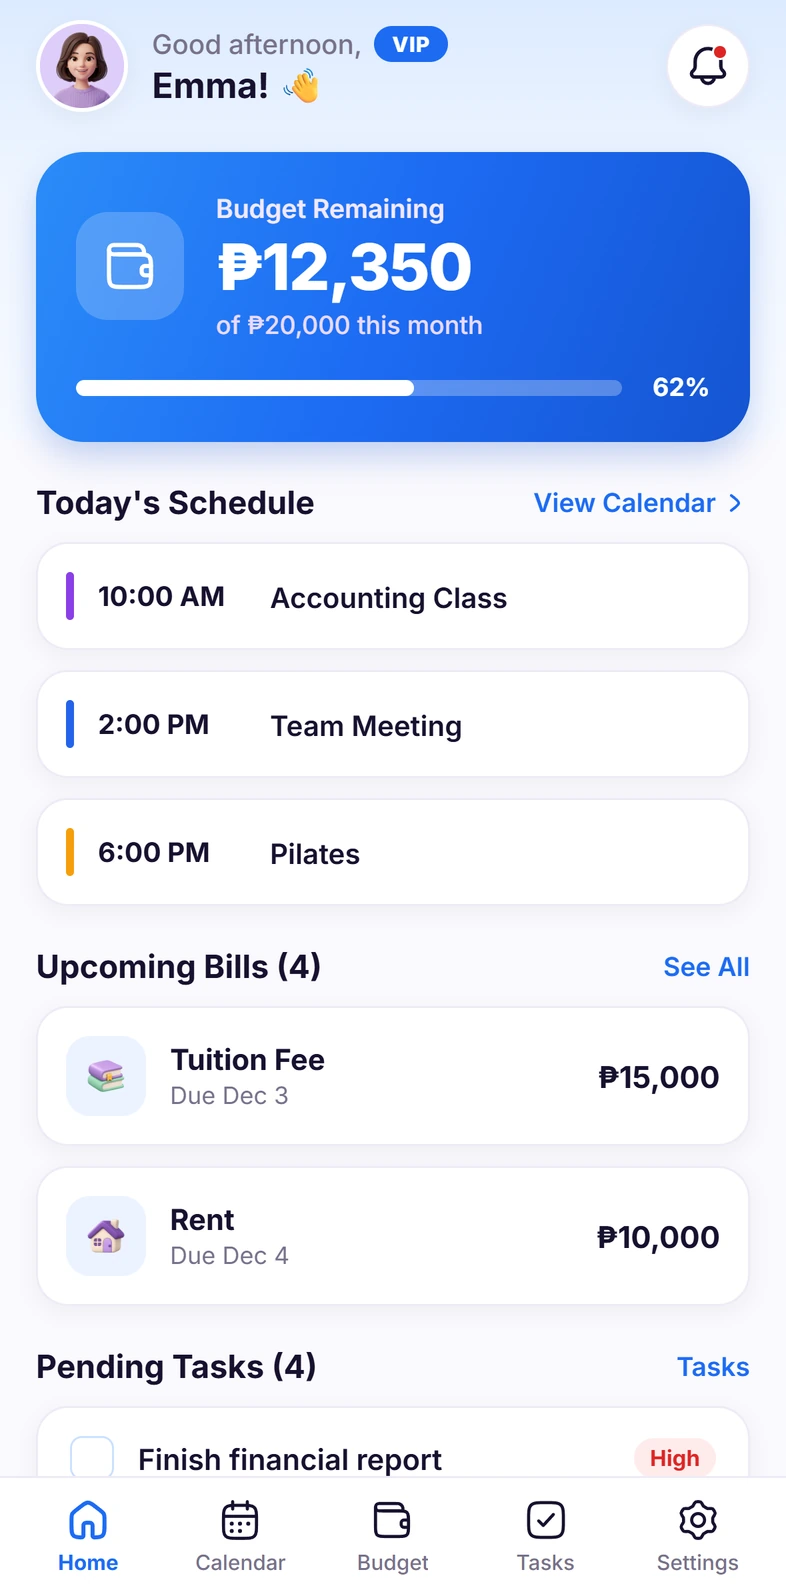 Good afternoon, VIP
Emma! 👋
Budget Remaining
₱12,350
of ₱20,000 this month
62%
Today's Schedule
View Calendar >
10:00 AM Accounting Class
2:00 PM Team Meeting
6:00 PM Pilates
Upcoming Bills (4)
See All
Tuition Fee
Due Dec 3
₱15,000
Rent
Due Dec 4
₱10,000
Pending Tasks (4)
Tasks
Finish financial report
High
Home
Calendar
Budget
Tasks
Settings